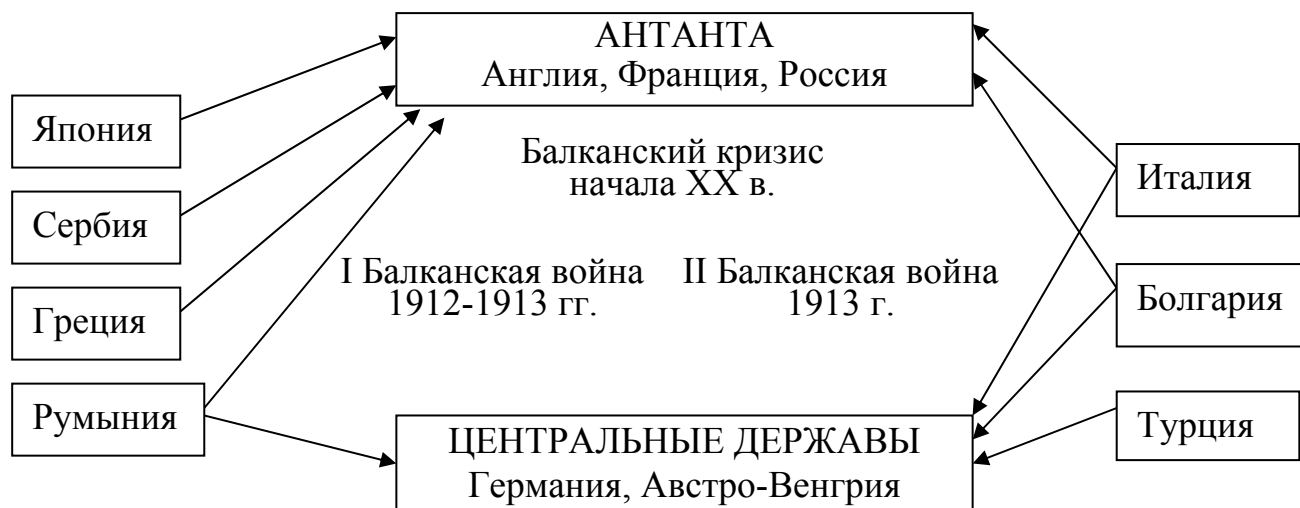 АНТАНТА
Англия, Франция, Россия
Япония
Сербия
Греция
Румыния
Балканский кризис
начала XX в.
I Балканская война
1912-1913 гг.
II Балканская война
1913 г.
Италия
Болгария
Турция
ЦЕНТРАЛЬНЫЕ ДЕРЖАВЫ
Германия, Австро-Венгрия